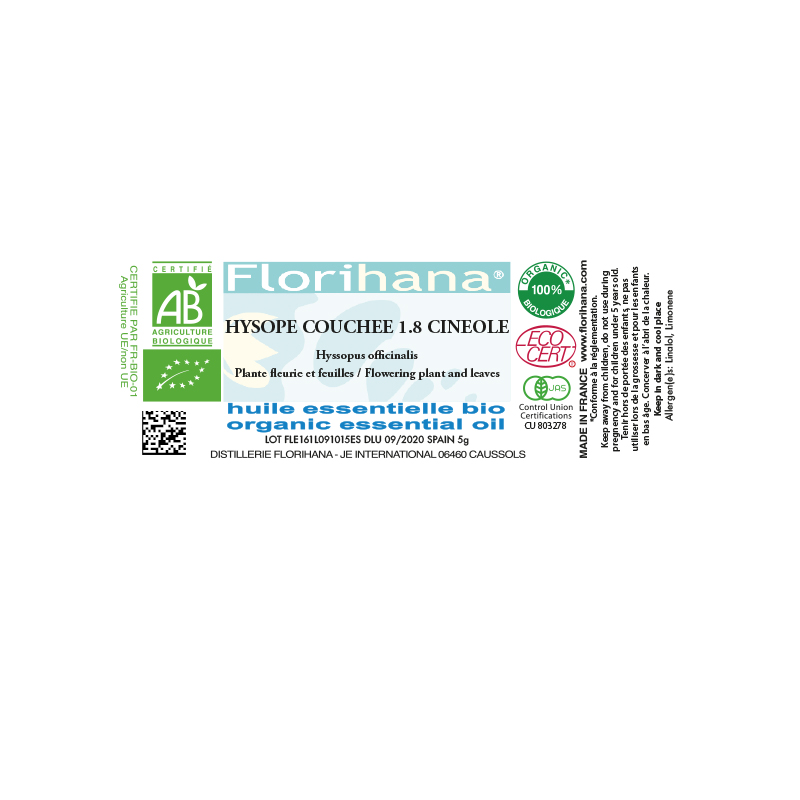 CERTIFIE PAR FR-BIO-01
Agriculture UE/non UE
CERTIFIÉ
AB
AGRICULTURE
BIOLOGIQUE
Florihana®
HYSOPE COUCHEE 1.8 CINEOLE
Hyssopus officinalis
Plante fleurie et feuilles / Flowering plant and leaves
huile essentielle bio
organic essential oil
LOT FLE161L091015ES DLU 09/2020 SPAIN 5g
DISTILLERIE FLORIHANA - JE INTERNATIONAL 06460 CAUSSOLS
ORGANIC*
100%
BIOLOGIQUE
ECO
CERT®
JAS
Control Union
Certifications
CU 803278
MADE IN FRANCE www.florihana.com
*Conforme à la réglementation.
Keep away from children, do not use during
pregnency and for children under 5 years old.
Tenir hors de portée des enfants, ne pas
utiliser lors de la grossesse et pour les enfants
en bas âge. Concerver à l'abri de la chaleur.
Keep in dark and cool place
Allergen(e)s: Linalol, Limonene